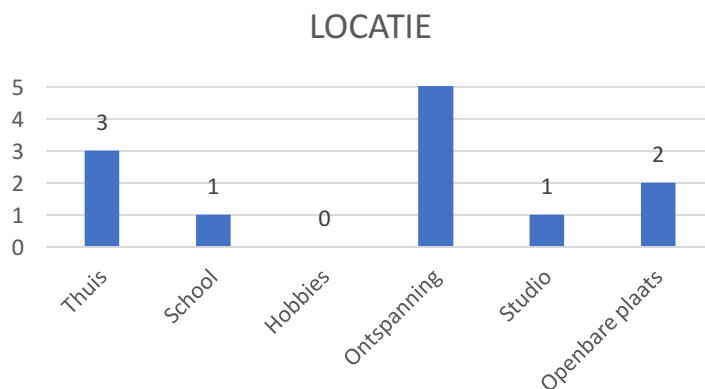 LOCATIE
5
4
3
2
1
0
3
1
0
1
2
Thuis
School
Hobbies
Ontspanning
Studio
Openbare plaats